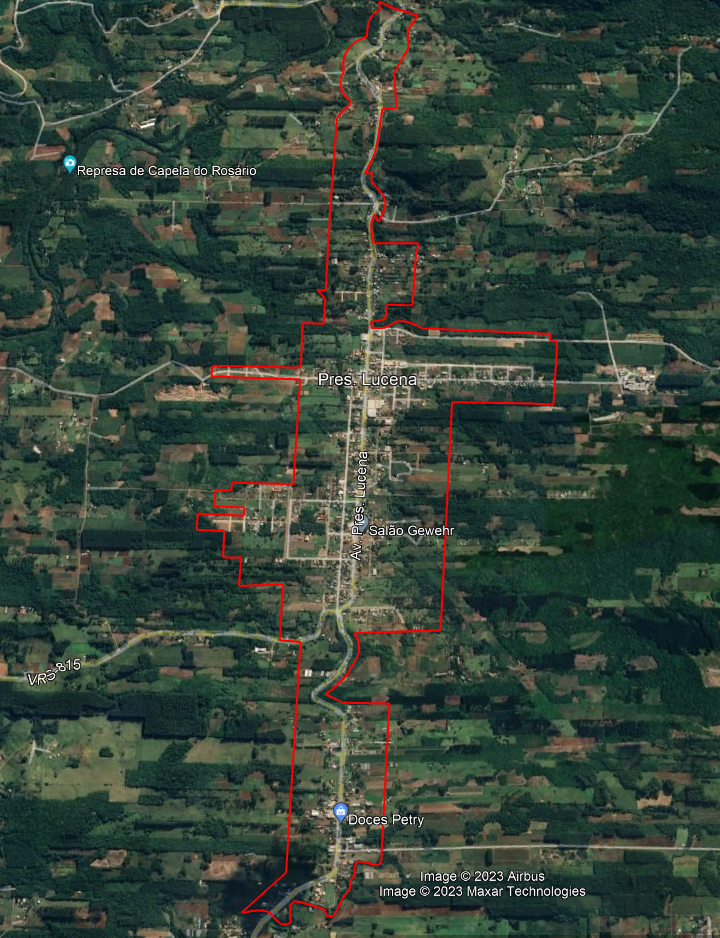 Represa de Capela do Rosário
Pres. Lucena
Av. Pres. Lucena
Salão Gewehr
VRS-815
Doces Petry
Image © 2023 Airbus
Image © 2023 Maxar Technologies